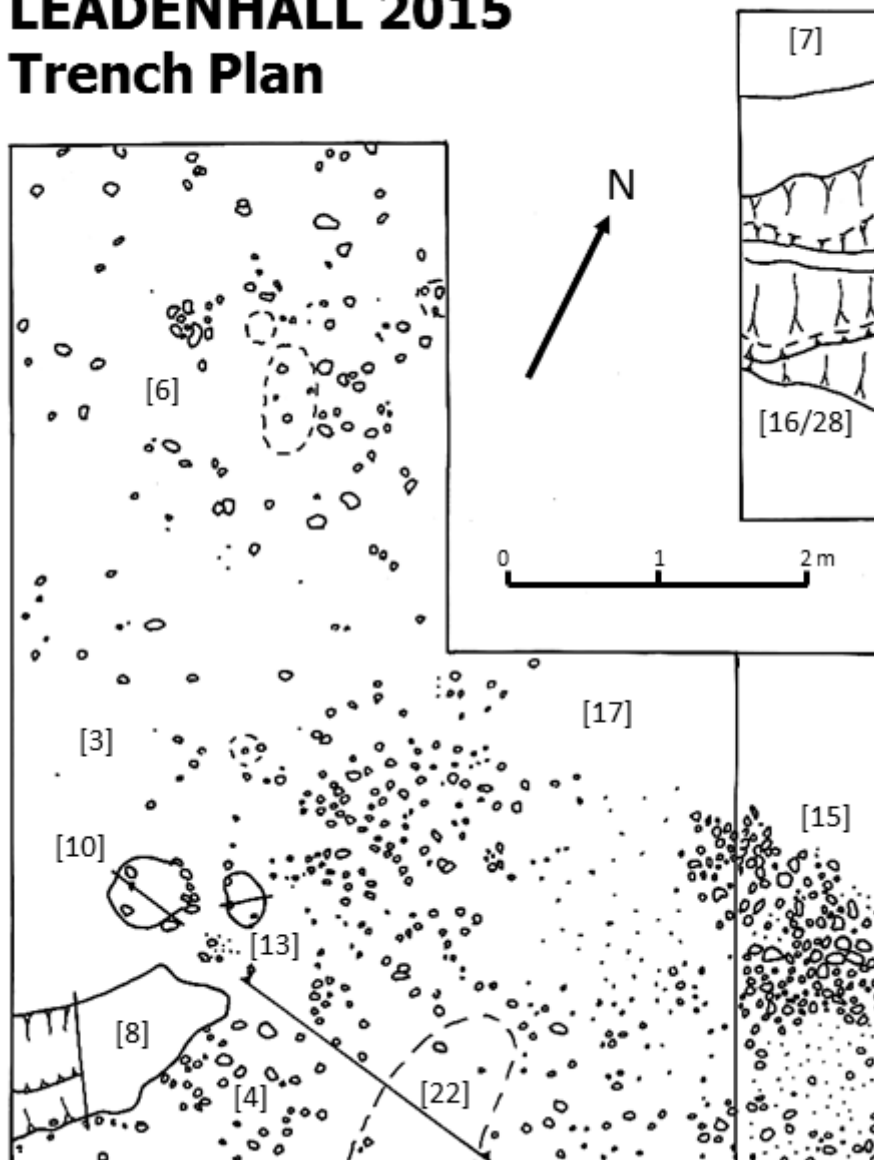 LEADENHALL 2015
Trench Plan
[7]
N
[6]
[16/28]
0 1 2 m
[17]
[3]
[15]
[10]
[13]
[8]
[4]
[22]